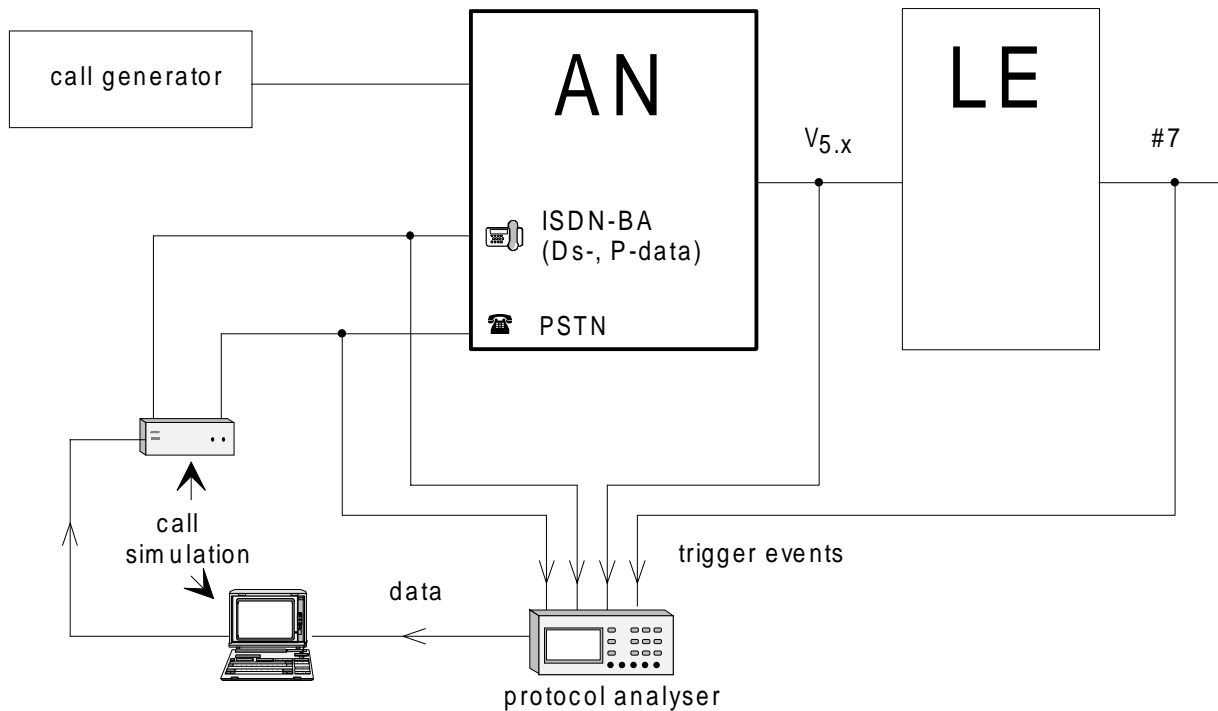 call generator
AN
LE
V5.x
#7
ISDN-BA
(Ds-, P-data)
PSTN
call
simulation
data
trigger events
protocol analyser